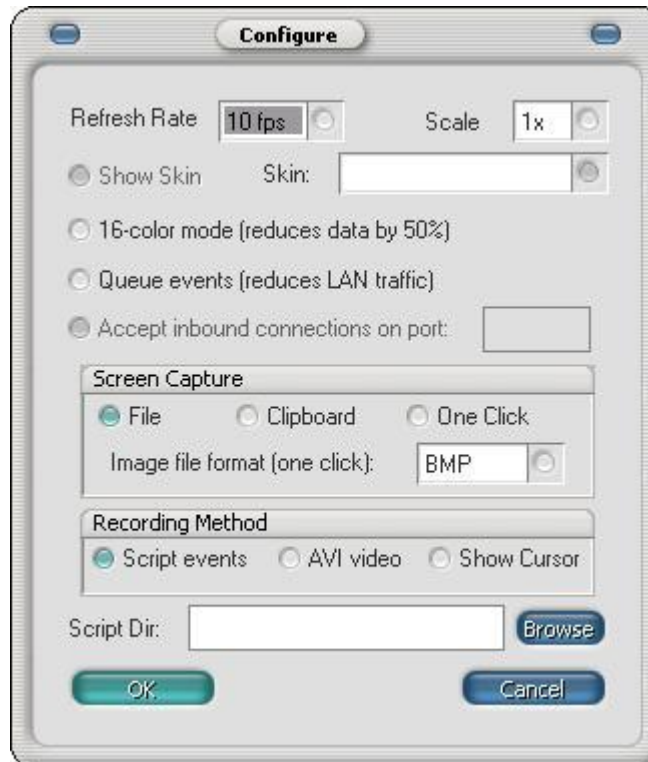 Configure
Refresh Rate 10 fps Scale 1x
Show Skin Skin:
16-color mode (reduces data by 50%)
Queue events (reduces LAN traffic)
Accept inbound connections on port:
Screen Capture
File Clipboard One Click
Image file format (one click): BMP
Recording Method
Script events AVI video Show Cursor
Script Dir: Browse
OK Cancel